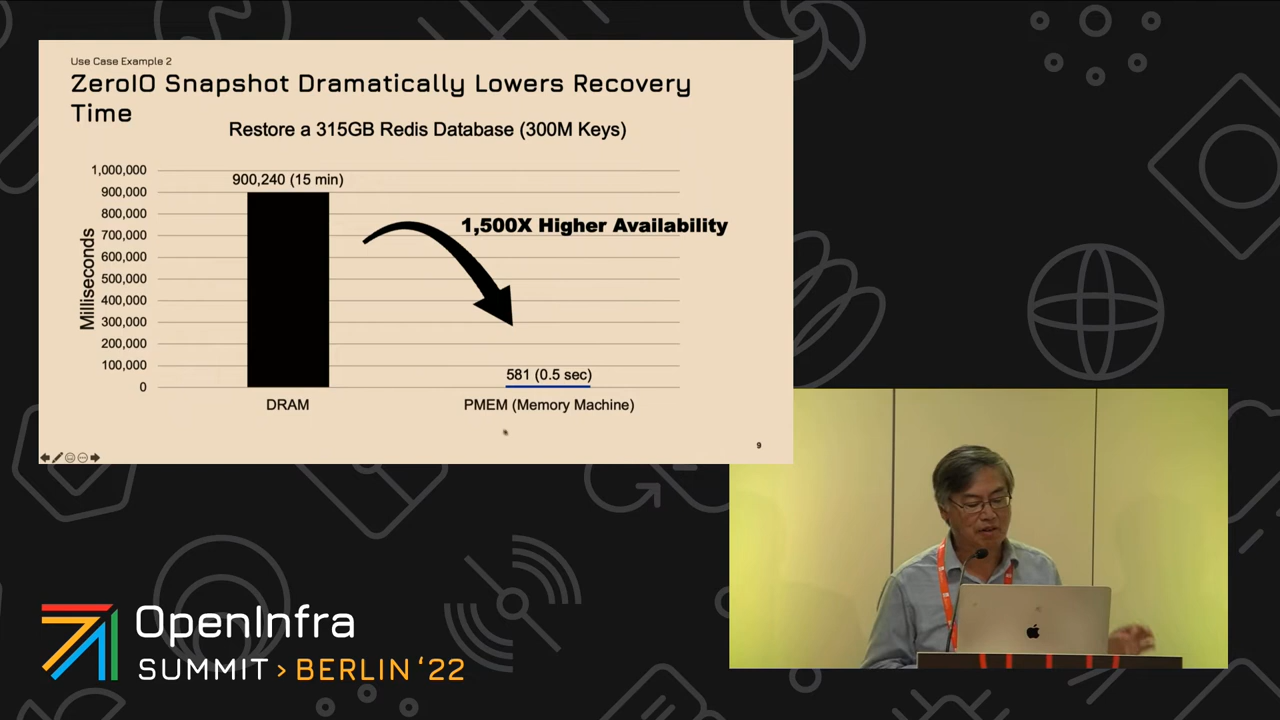 Use Case Example 2
ZeroIO Snapshot Dramatically Lowers Recovery
Time
Restore a 315GB Redis Database (300M Keys)
Milliseconds
1,000,000
900,000
800,000
700,000
600,000
500,000
400,000
300,000
200,000
100,000
0
900,240 (15 min)
1,500X Higher Availability
581 (0.5 sec)
DRAM
PMEM (Memory Machine)
9
OpenInfra
SUMMIT > BERLIN '22